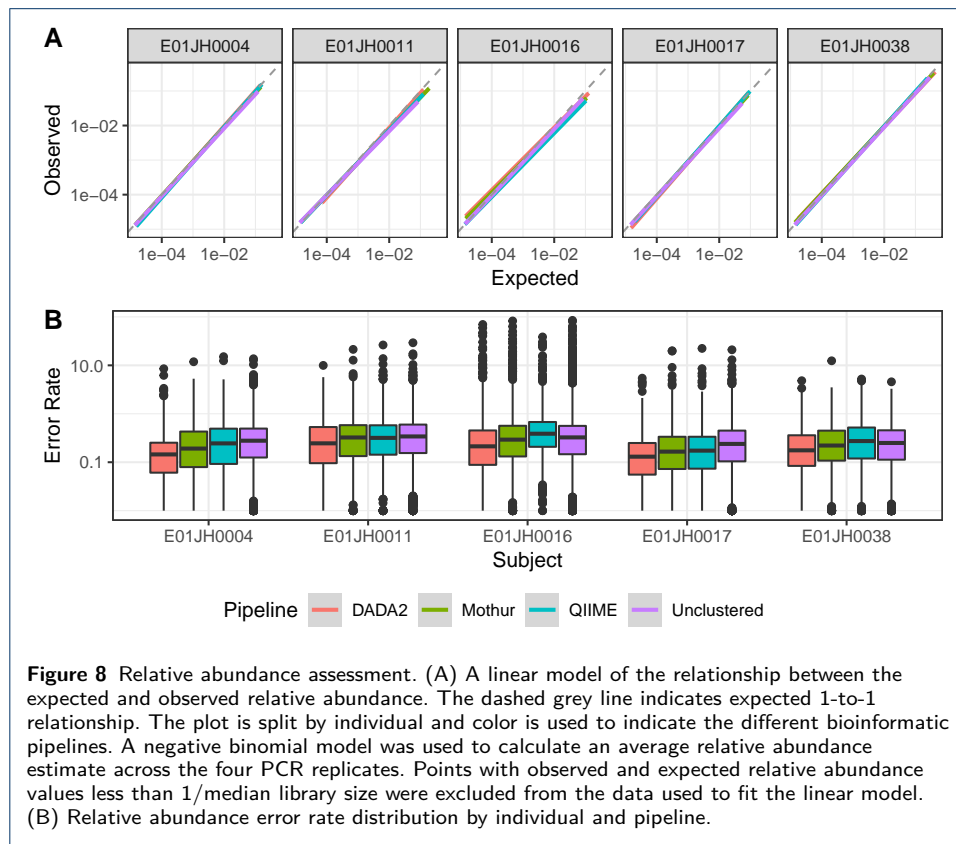 A
E01JH0004 E01JH0011 E01JH0016 E01JH0017 E01JH0038
Observed
1e−02
1e−04
1e−04 1e−02 1e−04 1e−02 1e−04 1e−02 1e−04 1e−02 1e−04 1e−02
Expected
B
Error Rate
10.0
0.1
E01JH0004 E01JH0011 E01JH0016 E01JH0017 E01JH0038
Subject
Pipeline DADA2 Mothur QIIME Unclustered
Figure 8 Relative abundance assessment. (A) A linear model of the relationship between the
expected and observed relative abundance. The dashed grey line indicates expected 1-to-1
relationship. The plot is split by individual and color is used to indicate the different bioinformatic
pipelines. A negative binomial model was used to calculate an average relative abundance
estimate across the four PCR replicates. Points with observed and expected relative abundance
values less than 1/median library size were excluded from the data used to fit the linear model.
(B) Relative abundance error rate distribution by individual and pipeline.